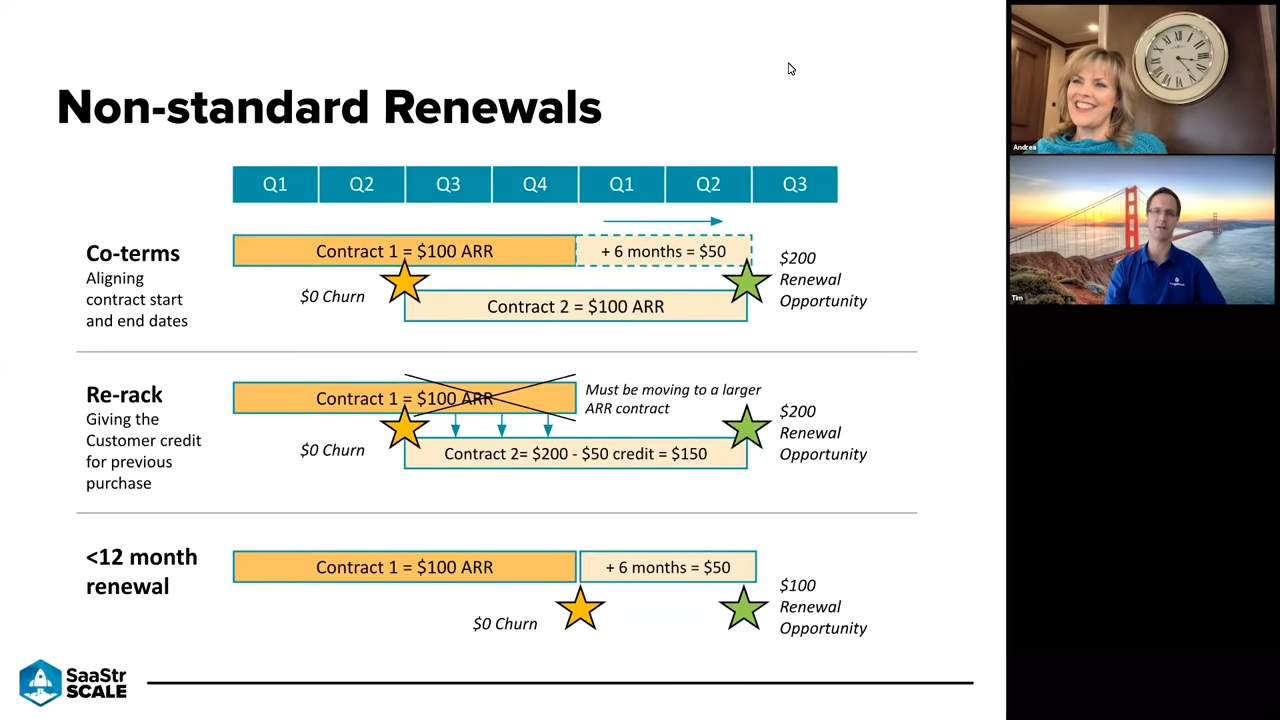 Non-standard Renewals
Q1 Q2 Q3 Q4 Q1 Q2 Q3
Co-terms
Aligning
contract start
and end dates
Contract 1 = $100 ARR
+ 6 months = $50
$0 Churn
Contract 2 = $100 ARR
$200
Renewal
Opportunity
Re-rack
Giving the
Customer credit
for previous
purchase
Contract 1 = $100 ARR
Must be moving to a larger
ARR contract
$0 Churn
Contract 2= $200 - $50 credit = $150
$200
Renewal
Opportunity
<12 month
renewal
Contract 1 = $100 ARR
+ 6 months = $50
$0 Churn
$100
Renewal
Opportunity
SaaStr
SCALE
Andrea
Tim